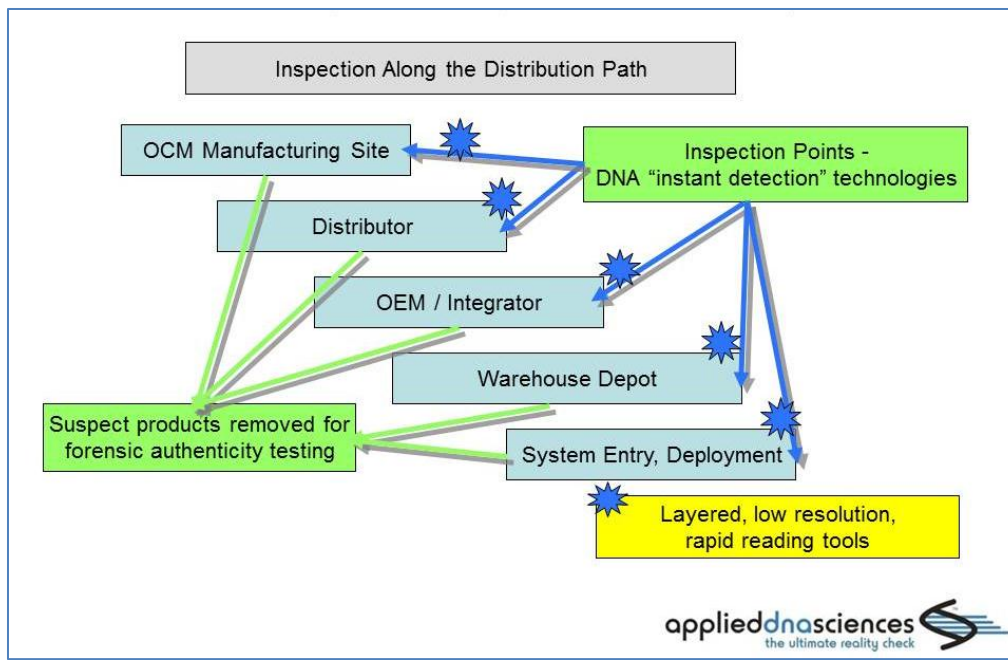 Inspection Along the Distribution Path
OCM Manufacturing Site
Inspection Points -
DNA “instant detection” technologies
Distributor
OEM / Integrator
Warehouse Depot
Suspect products removed for
forensic authenticity testing
System Entry, Deployment
Layered, low resolution,
rapid reading tools
applieddnasciences
the ultimate reality check